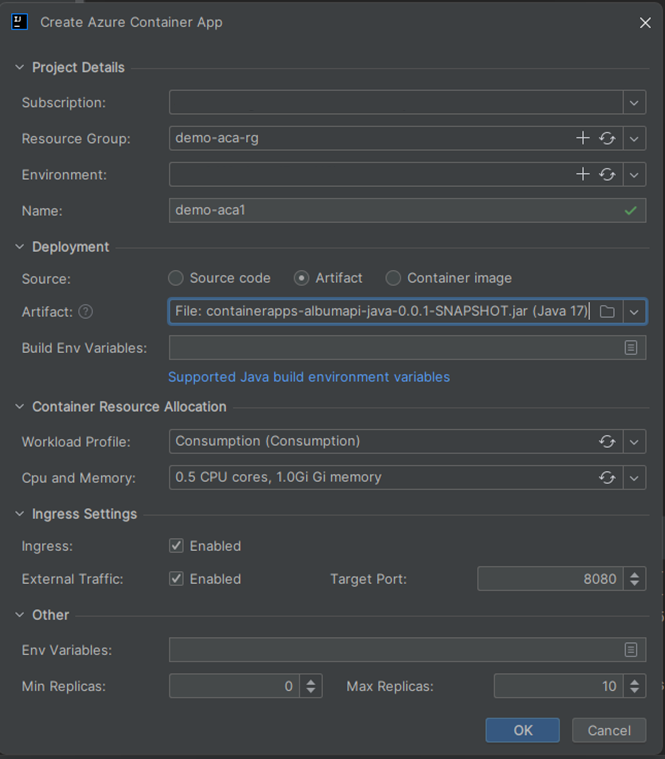 IJ Create Azure Container App
Project Details
Subscription:
Resource Group: demo-aca-rg
Environment:
Name: demo-aca1
Deployment
Source: Source code Artifact Container image
Artifact: ? File: containerapps-albumapi-java-0.0.1-SNAPSHOT.jar (Java 17)
Build Env Variables:
Supported Java build environment variables
Container Resource Allocation
Workload Profile: Consumption (Consumption)
Cpu and Memory: 0.5 CPU cores, 1.0Gi Gi memory
Ingress Settings
Ingress: Enabled
External Traffic: Enabled Target Port: 8080
Other
Env Variables:
Min Replicas: 0 Max Replicas: 10
OK Cancel